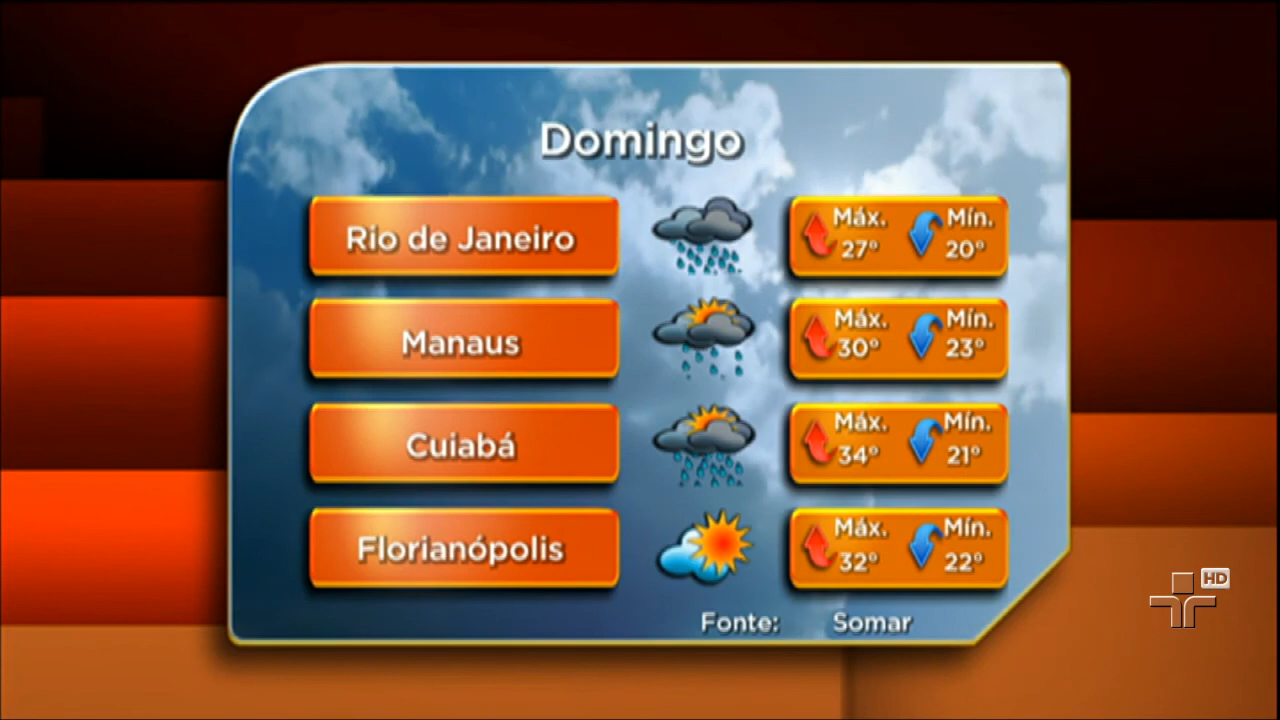 Domingo
Rio de Janeiro
Máx. Mín.
27º 20º
Manaus
Máx. Mín.
30º 23º
Cuiabá
Máx. Mín.
34º 21º
Florianópolis
Máx. Mín.
32º 22º
Fonte: Somar
HD